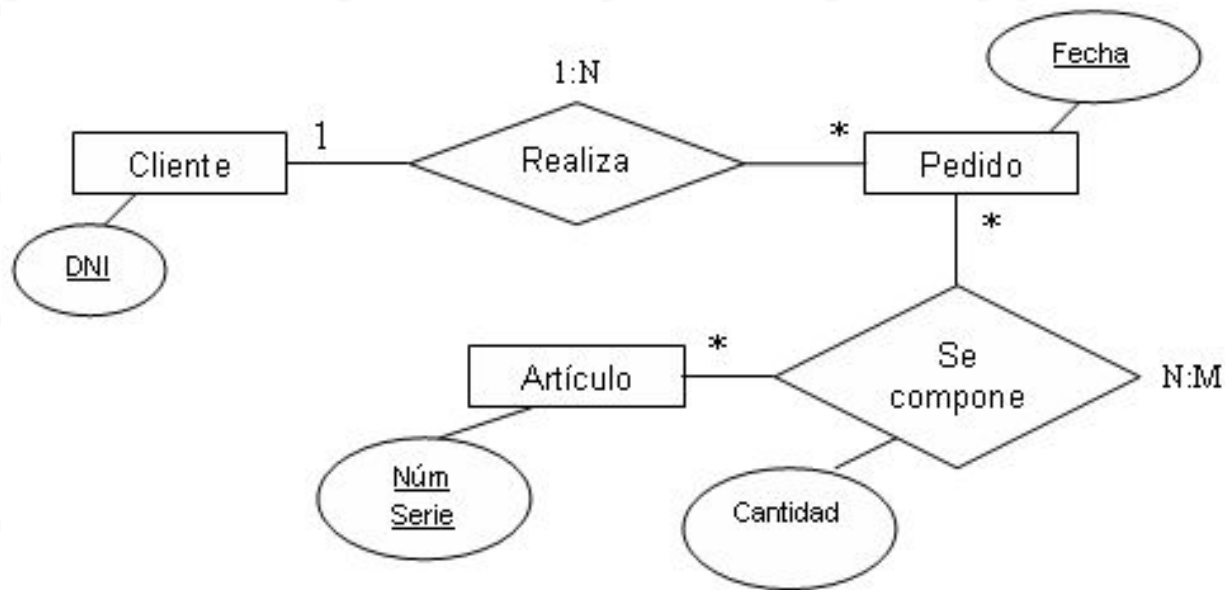 Fecha
1:N
1
*
Cliente
Realiza
Pedido
*
DNI
*
Artículo
Se
compone
N:M
Núm
Serie
Cantidad